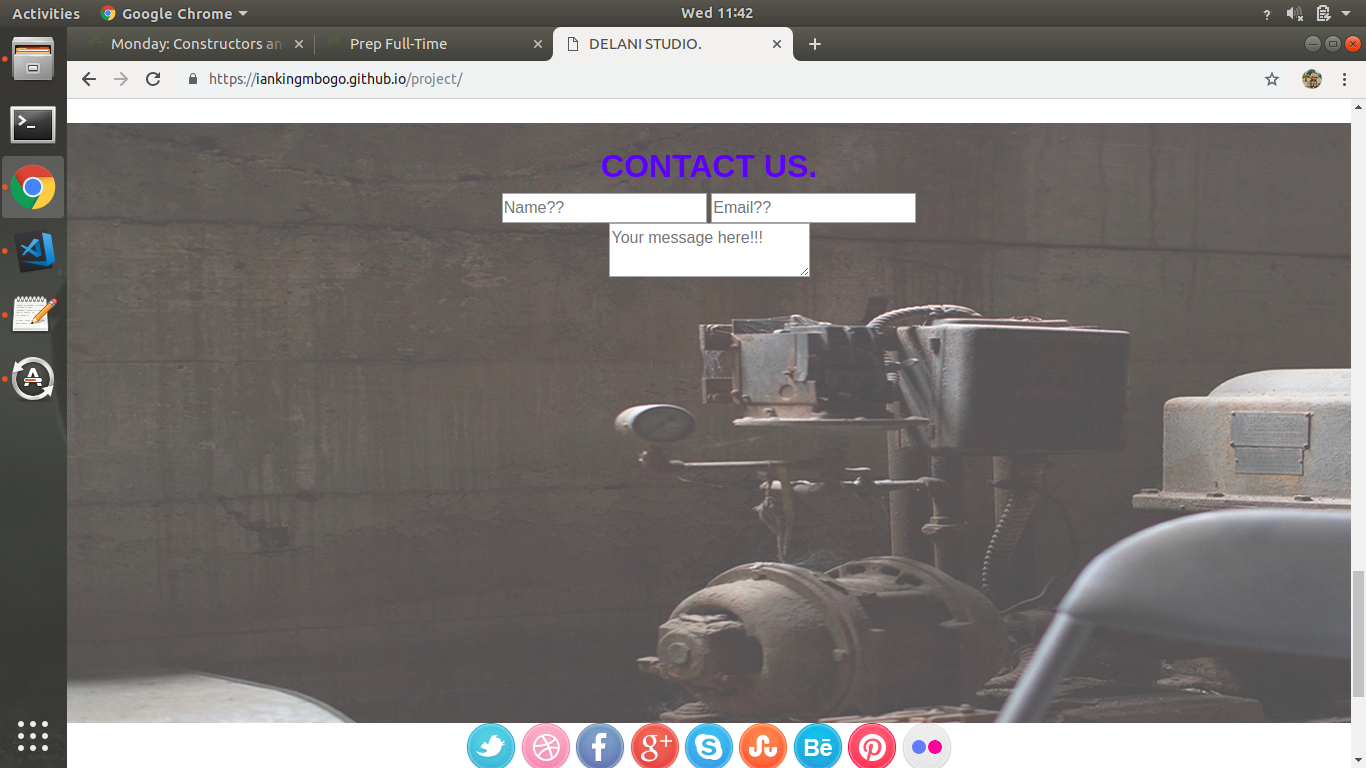 Activities Google Chrome Wed 11:42 ?
Monday: Constructors an Prep Full-Time DELANI STUDIO.
https://iankingmbogo.github.io/project/
CONTACT US.
Name?? Email??
Your message here!!!
f g+ S Bē